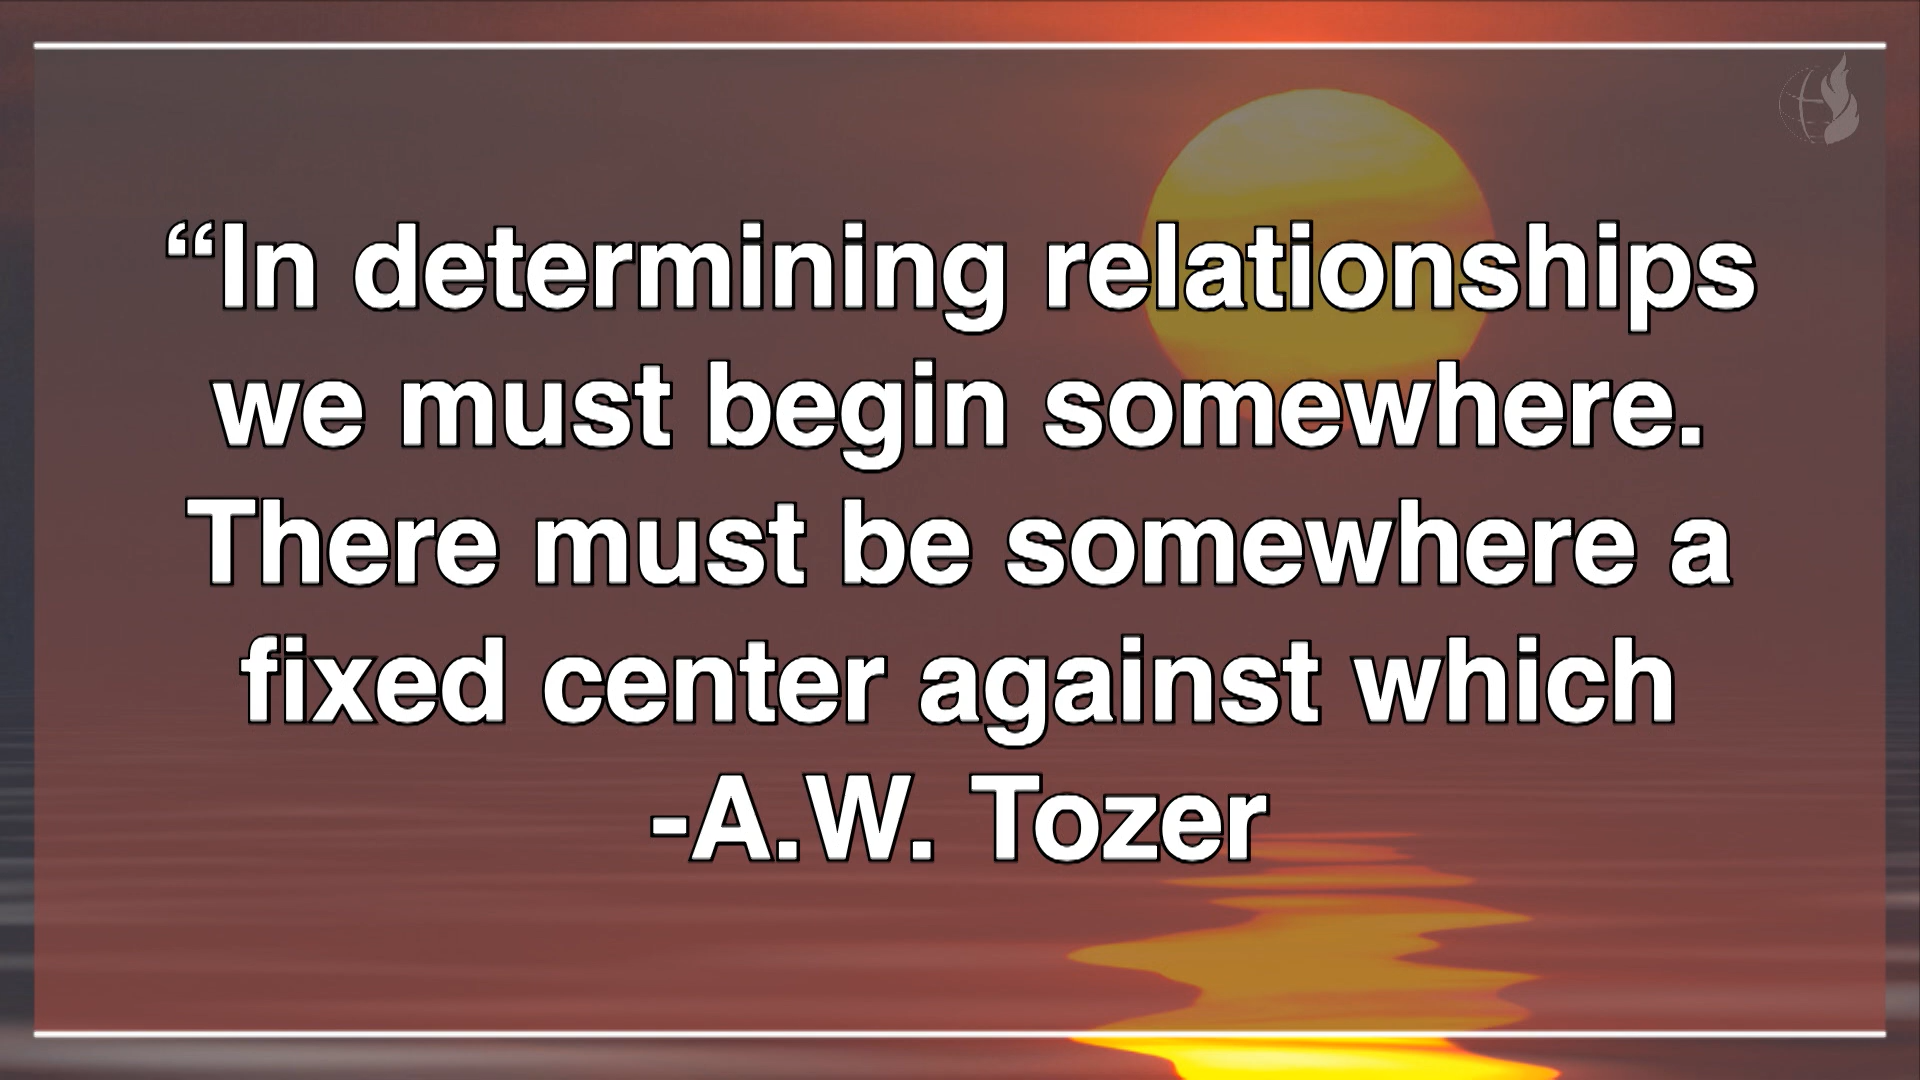 “In determining relationships
we must begin somewhere.
There must be somewhere a
fixed center against which
-A.W. Tozer